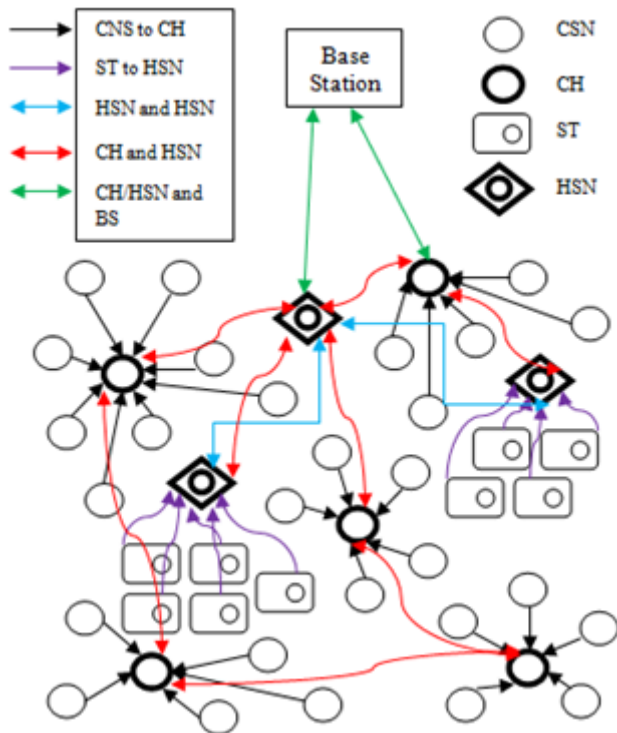 CNS to CH
ST to HSN
HSN and HSN
CH and HSN
CH/HSN and
BS
Base
Station
CSN
CH
ST
HSN